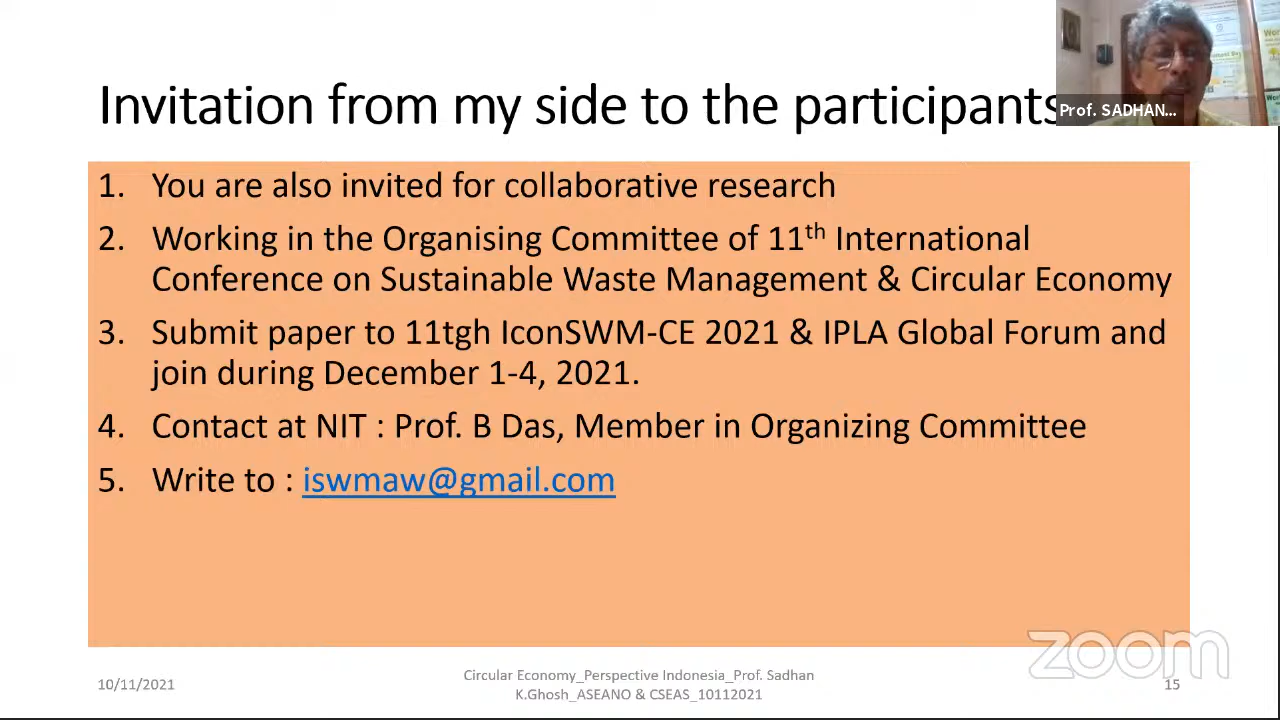 Invitation from my side to the participants
Prof. SADHAN...
1. You are also invited for collaborative research
2. Working in the Organising Committee of 11th International
Conference on Sustainable Waste Management & Circular Economy
3. Submit paper to 11tgh IconSWM-CE 2021 & IPLA Global Forum and
join during December 1-4, 2021.
4. Contact at NIT : Prof. B Das, Member in Organizing Committee
5. Write to : iswmaw@gmail.com
zoom
10/11/2021
Circular Economy_Perspective Indonesia_Prof. Sadhan
K.Ghosh_ASEANO & CSEAS_10112021
15